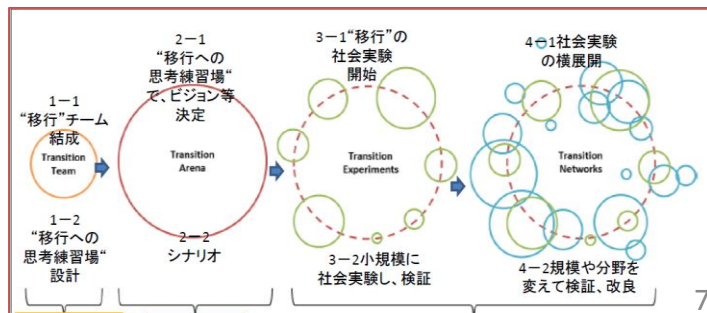 1－1
“移行”チーム
結成
Transition
Team
1－2
“移行への
思考練習場“
設計
2－1
“移行への
思考練習場“
で、ビジョン等
決定
Transition
Arena
2－2
シナリオ
3－1“移行”の
社会実験
開始
Transition
Experiments
3－2小規模に
社会実験し、検証
4－1社会実験
の横展開
Transition
Networks
4－2規模や分野を
変えて検証、改良
7